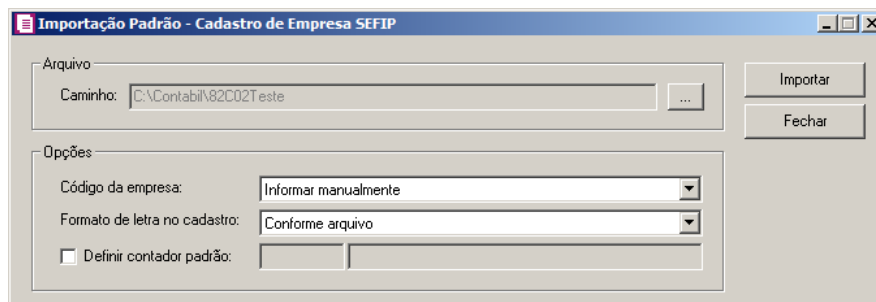 Importação Padrão - Cadastro de Empresa SEFIP
Arquivo
Caminho: C:\Contabil\82C02Teste ...
Importar
Fechar
Opções
Código da empresa: Informar manualmente
Formato de letra no cadastro: Conforme arquivo
Definir contador padrão: